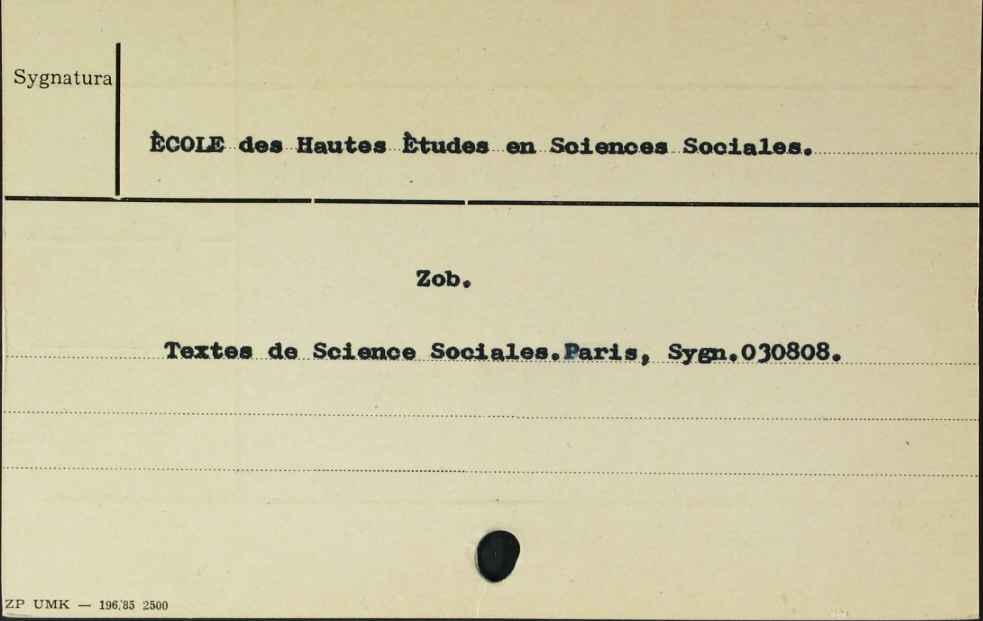 Sygnatura
ÈCOLE des Hautes Ètudes en Sciences Sociales.
Zob.
Textes de Science Sociales.Paris, Sygn.030808.
ZP UMK — 196/85 2500